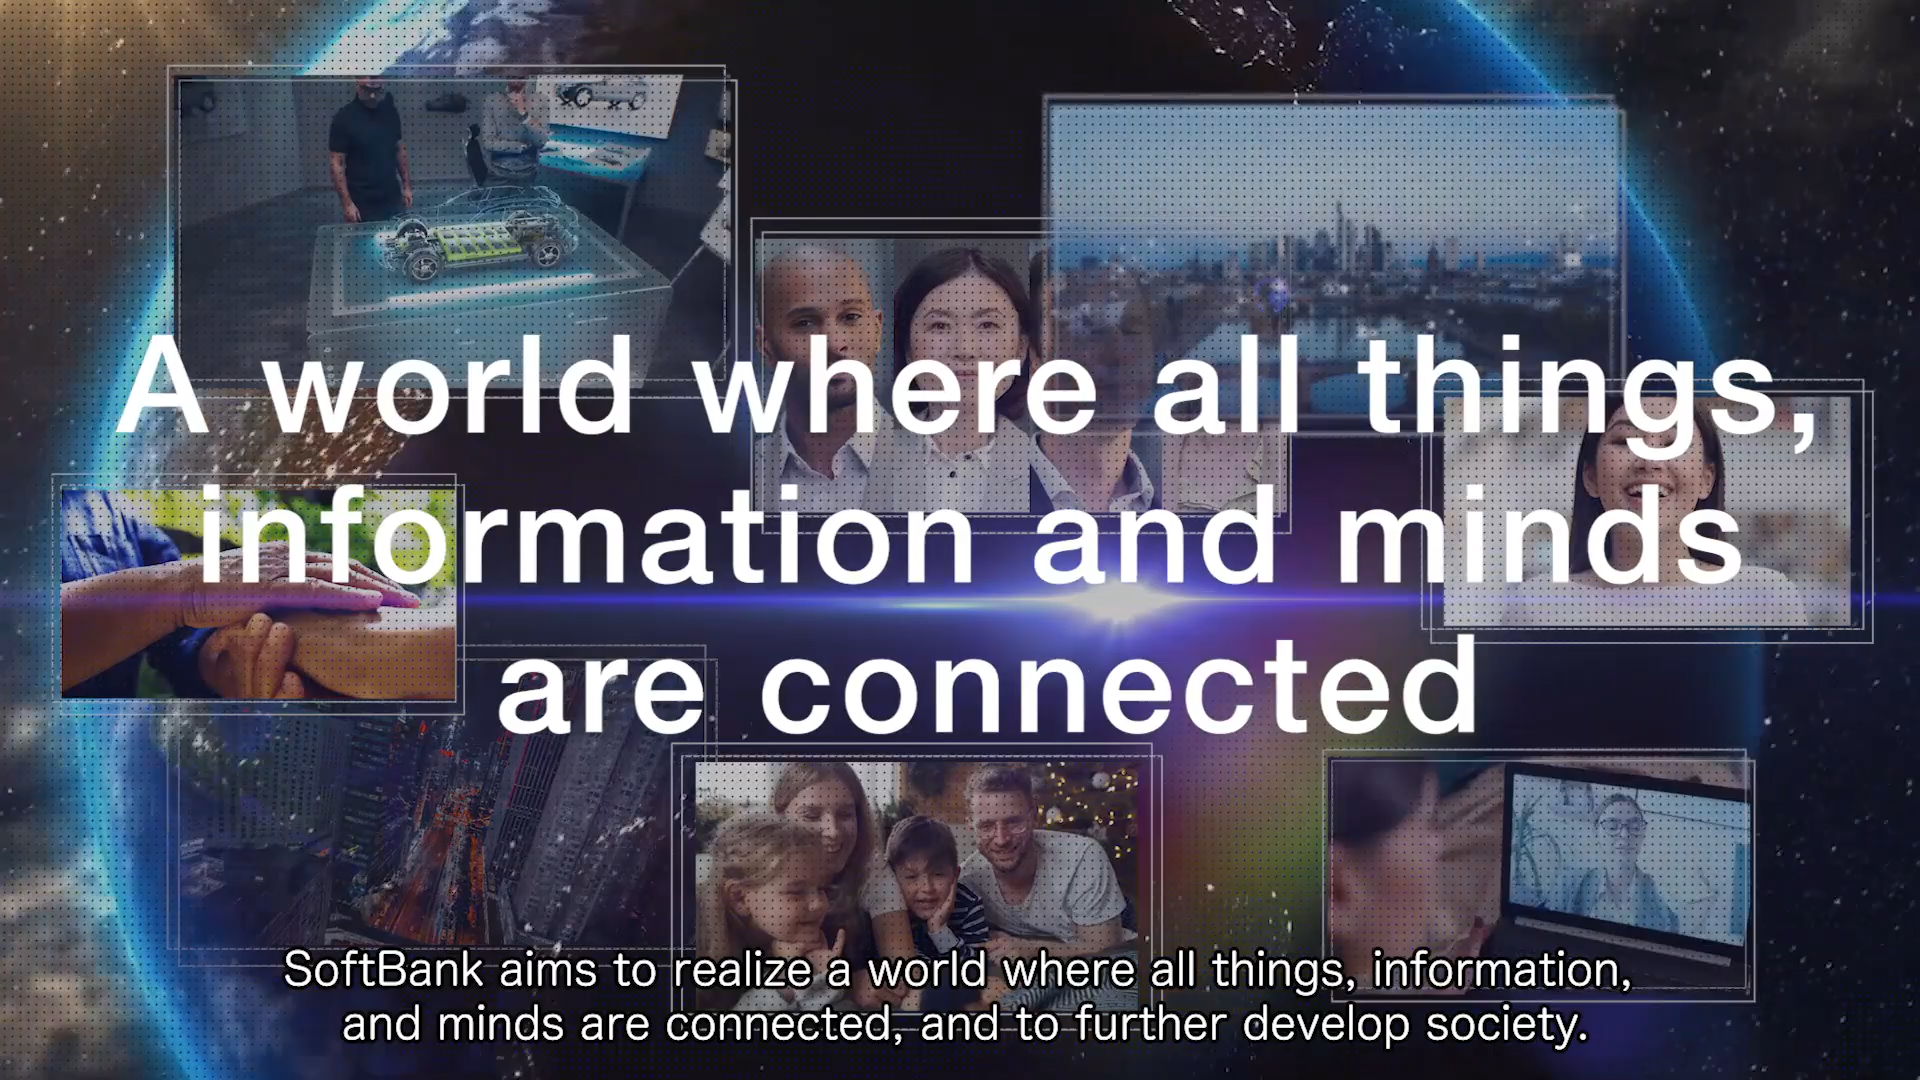 A world where all things,
information and minds
are connected
SoftBank aims to realize a world where all things, information,
and minds are connected, and to further develop society.